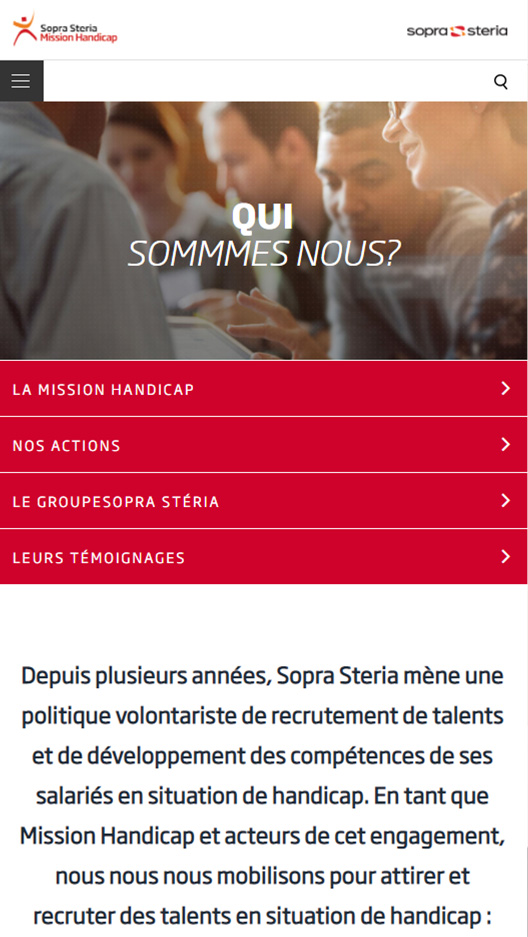 Sopra Steria
Mission Handicap
sopra steria
QUI
SOMMMES NOUS?
LA MISSION HANDICAP
NOS ACTIONS
LE GROUPESOPRA STÉRIA
LEURS TÉMOIGNAGES
Depuis plusieurs années, Sopra Steria mène une
politique volontariste de recrutement de talents
et de développement des compétences de ses
salariés en situation de handicap. En tant que
Mission Handicap et acteurs de cet engagement,
nous nous nous mobilisons pour attirer et
recruter des talents en situation de handicap :